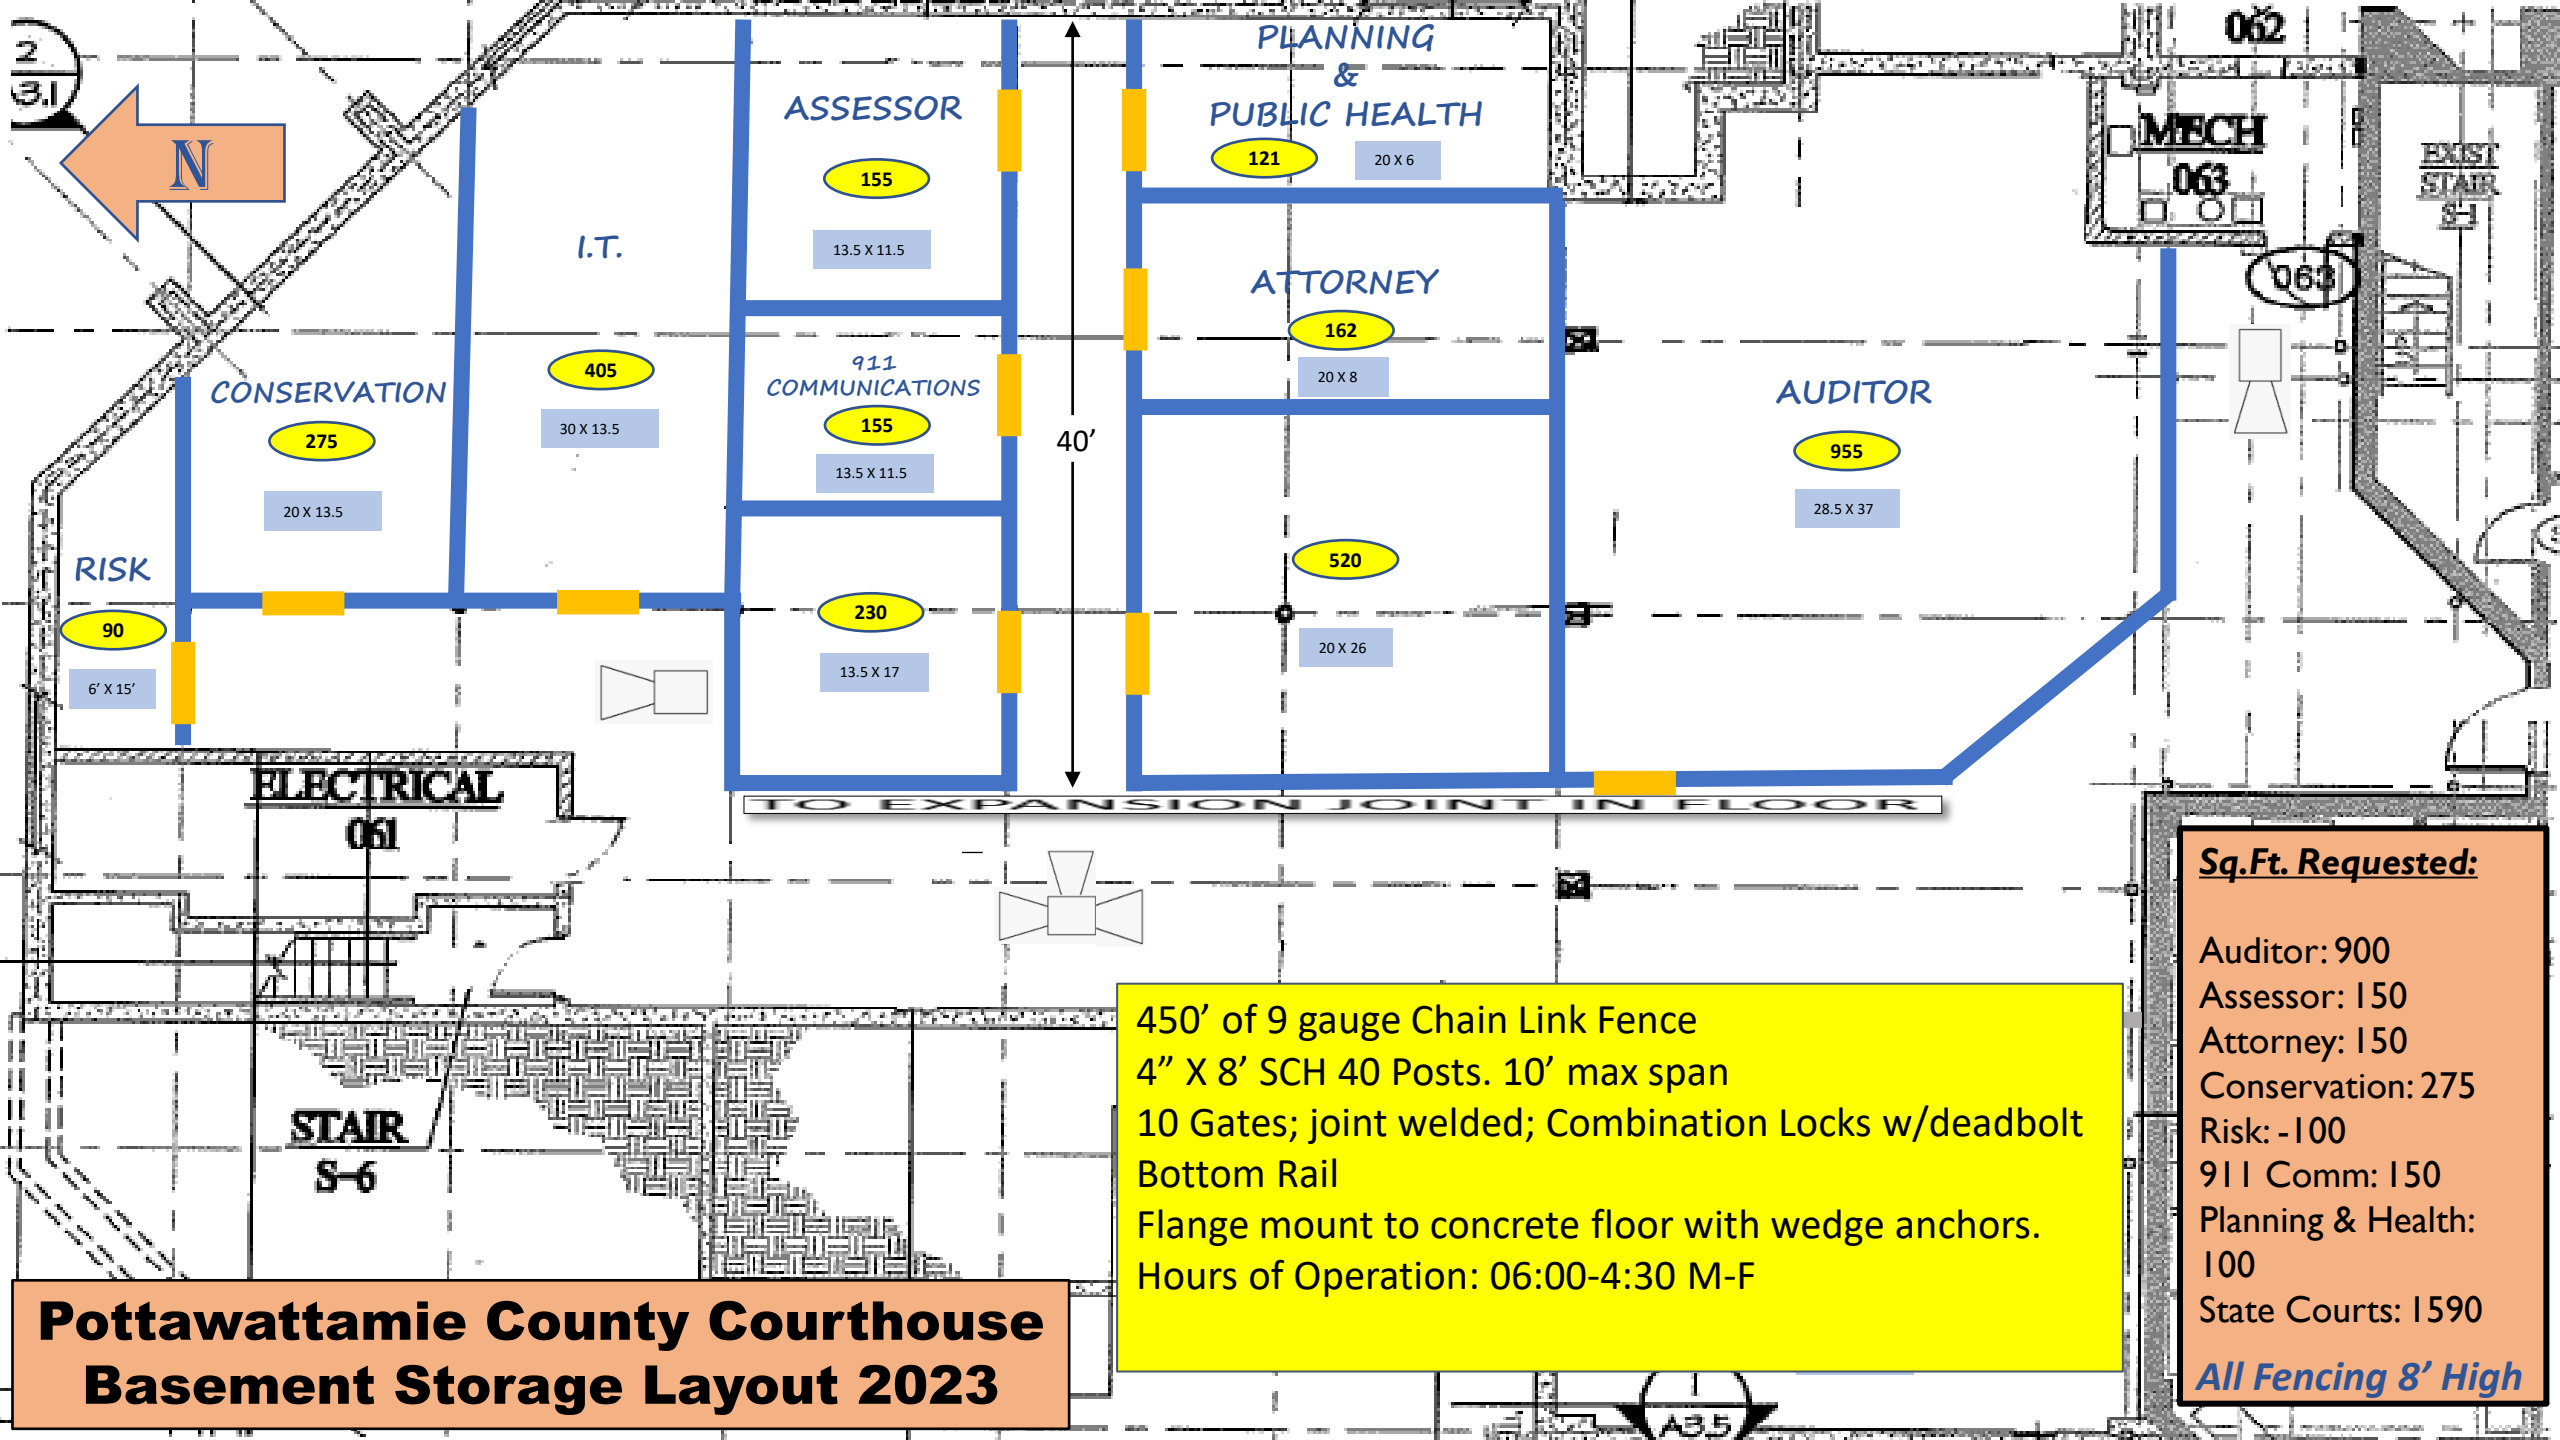 2
3.1
N
PLANNING
&
PUBLIC HEALTH
121
20 X 6
ASSESSOR
155
13.5 X 11.5
I.T.
405
30 X 13.5
CONSERVATION
275
20 X 13.5
RISK
90
6’ X 15’
911
COMMUNICATIONS
155
13.5 X 11.5
230
13.5 X 17
40’
ATTORNEY
162
20 X 8
520
20 X 26
AUDITOR
955
28.5 X 37
062
MECH
063
EXIST
STAIR
S-1
063
UP
TO EXPANSION JOINT IN FLOOR
ELECTRICAL
061
STAIR
S-6
450’ of 9 gauge Chain Link Fence
4” X 8’ SCH 40 Posts. 10’ max span
10 Gates; joint welded; Combination Locks w/deadbolt
Bottom Rail
Flange mount to concrete floor with wedge anchors.
Hours of Operation: 06:00-4:30 M-F
Sq.Ft. Requested:
Auditor: 900
Assessor: 150
Attorney: 150
Conservation: 275
Risk: -100
911 Comm: 150
Planning & Health:
100
State Courts: 1590
All Fencing 8’ High
Pottawattamie County Courthouse
Basement Storage Layout 2023
1
A3.5